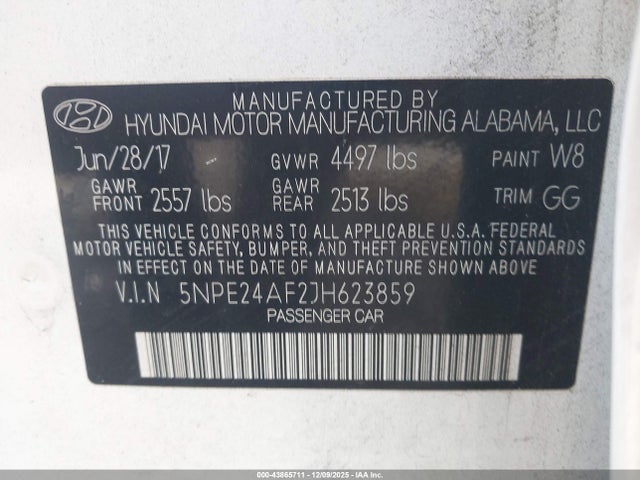 MANUFACTURED BY
HYUNDAI MOTOR MANUFACTURING ALABAMA, LLC
Jun/28/17 GVWR 4497 lbs PAINT W8
GAWR FRONT 2557 lbs GAWR REAR 2513 lbs TRIM GG
THIS VEHICLE CONFORMS TO ALL APPLICABLE U.S.A. FEDERAL
MOTOR VEHICLE SAFETY, BUMPER, AND THEFT PREVENTION STANDARDS
IN EFFECT ON THE DATE OF MANUFACTURE SHOWN ABOVE.
V.I.N 5NPE24AF2JH623859
PASSENGER CAR
000-43865711 - 12/09/2025 - IAAI.COM